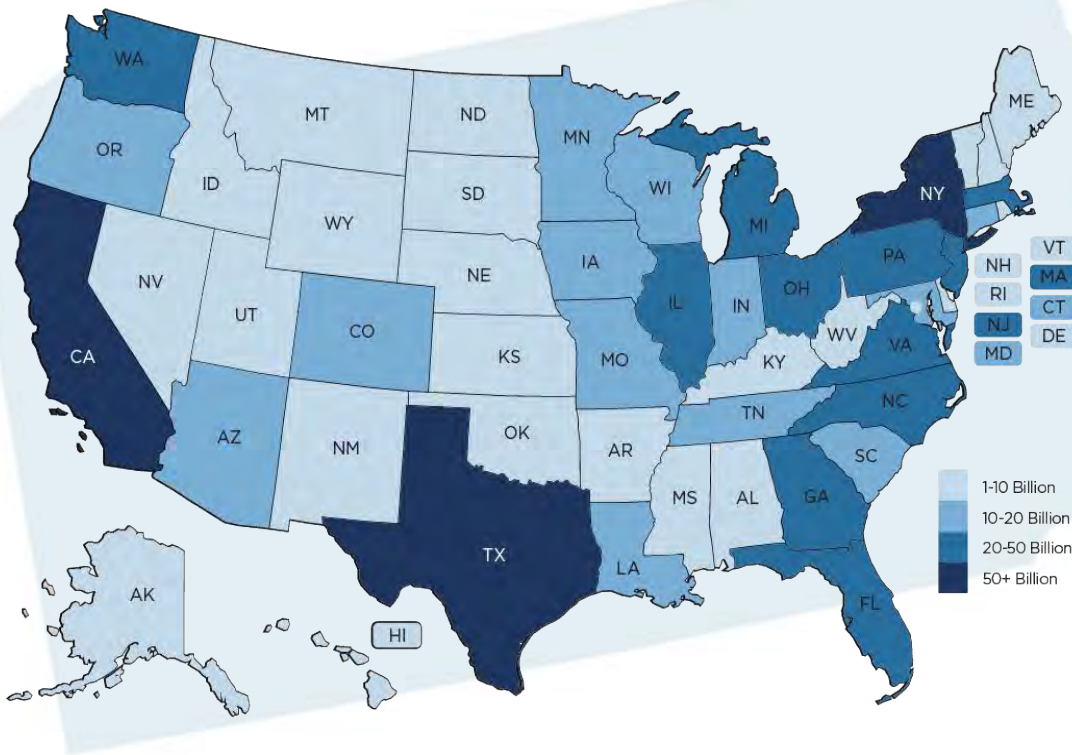 WA
MT
ND
MN
ME
OR
ID
SD
WI
NY
WY
MI
IA
NE
PA
VT
NH
MA
NV
UT
CO
IL
IN
OH
RI
CT
NJ
DE
MD
CA
KS
MO
WV
VA
KY
NC
TN
AZ
NM
OK
AR
SC
MS
AL
GA
1-10 Billion
10-20 Billion
20-50 Billion
50+ Billion
TX
LA
FL
AK
HI